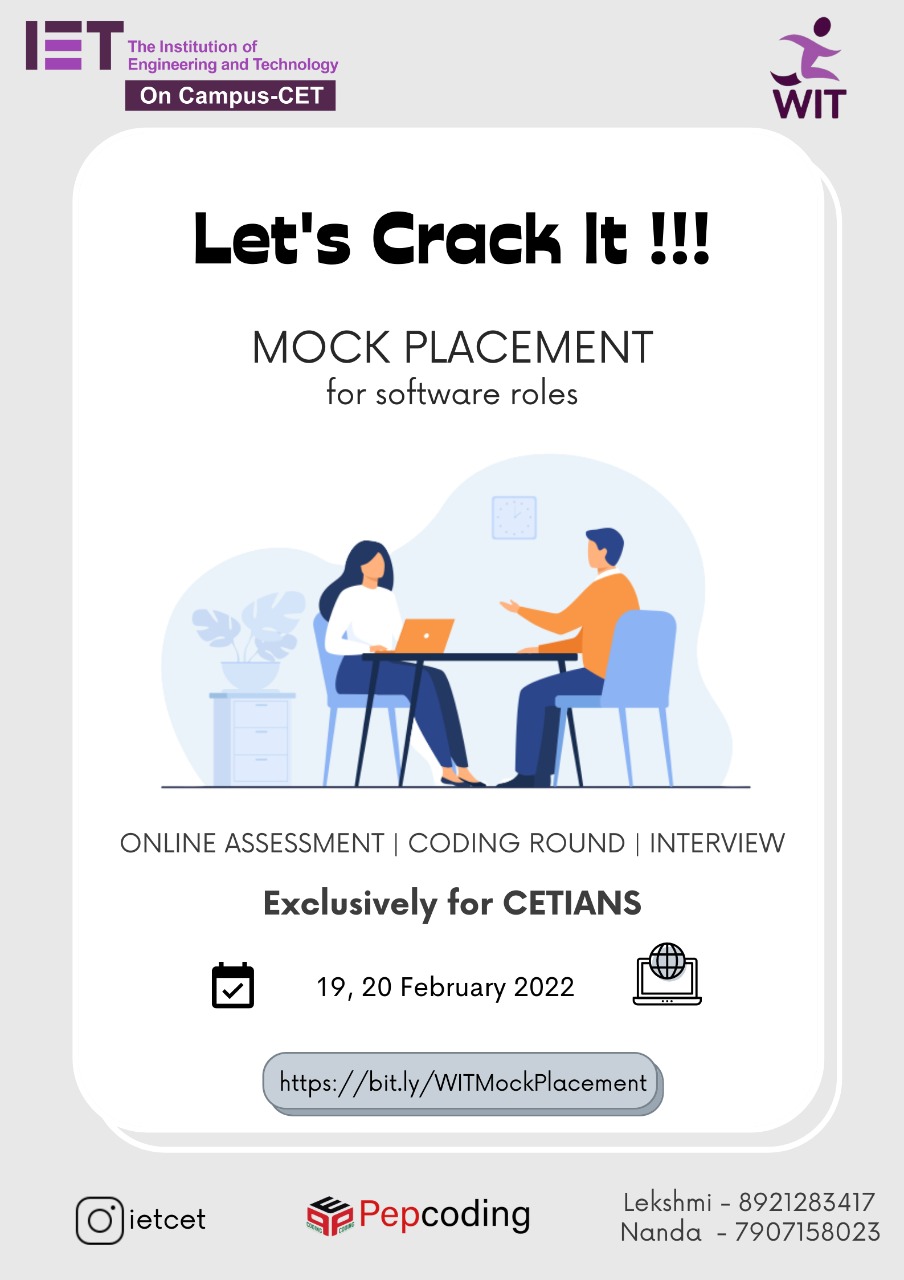 IET
The Institution of
Engineering and Technology
On Campus-CET
WIT
Let's Crack It !!!
MOCK PLACEMENT
for software roles
ONLINE ASSESSMENT | CODING ROUND | INTERVIEW
Exclusively for CETIANS
19, 20 February 2022
https://bit.ly/WITMockPlacement
ietcet
Pepcoding
Lekshmi - 8921283417
Nanda - 7907158023